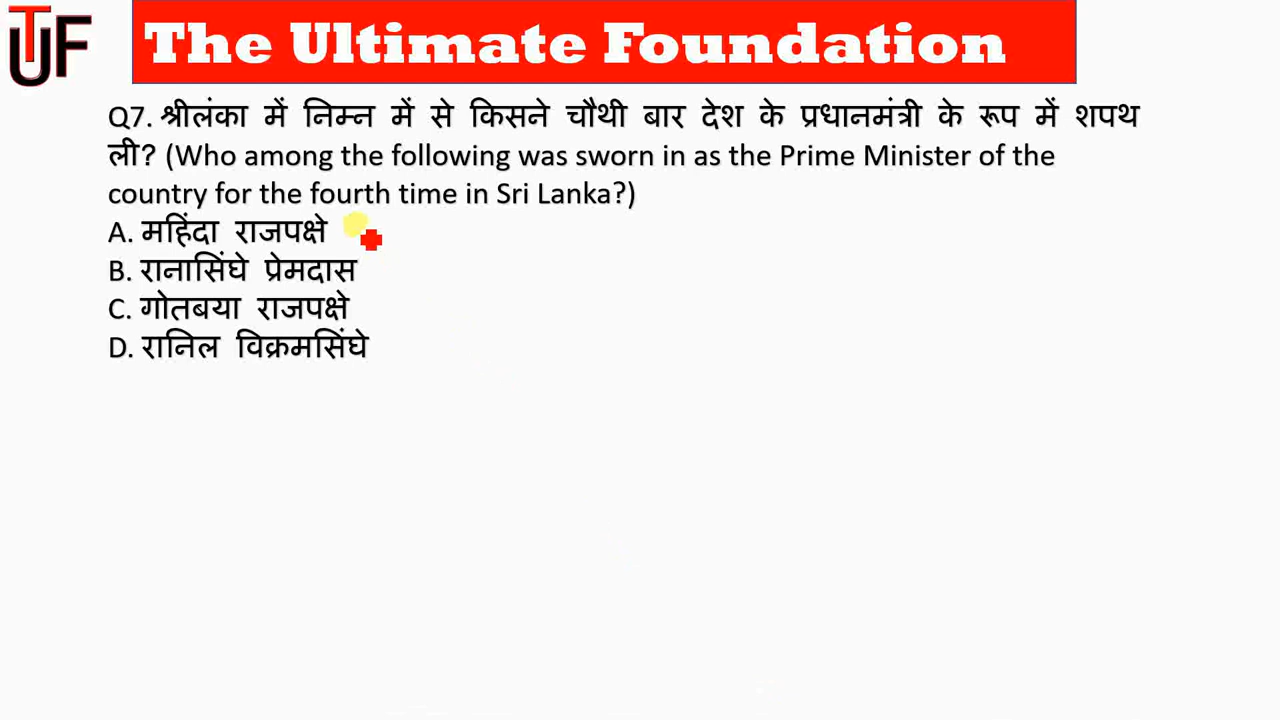 TUF
The Ultimate Foundation
Q7. श्रीलंका में निम्न में से किसने चौथी बार देश के प्रधानमंत्री के रूप में शपथ
ली? (Who among the following was sworn in as the Prime Minister of the
country for the fourth time in Sri Lanka?)
A. महिंदा राजपक्षे
B. रानासिंघे प्रेमदास
C. गोतबया राजपक्षे
D. रानिल विक्रमसिंघे